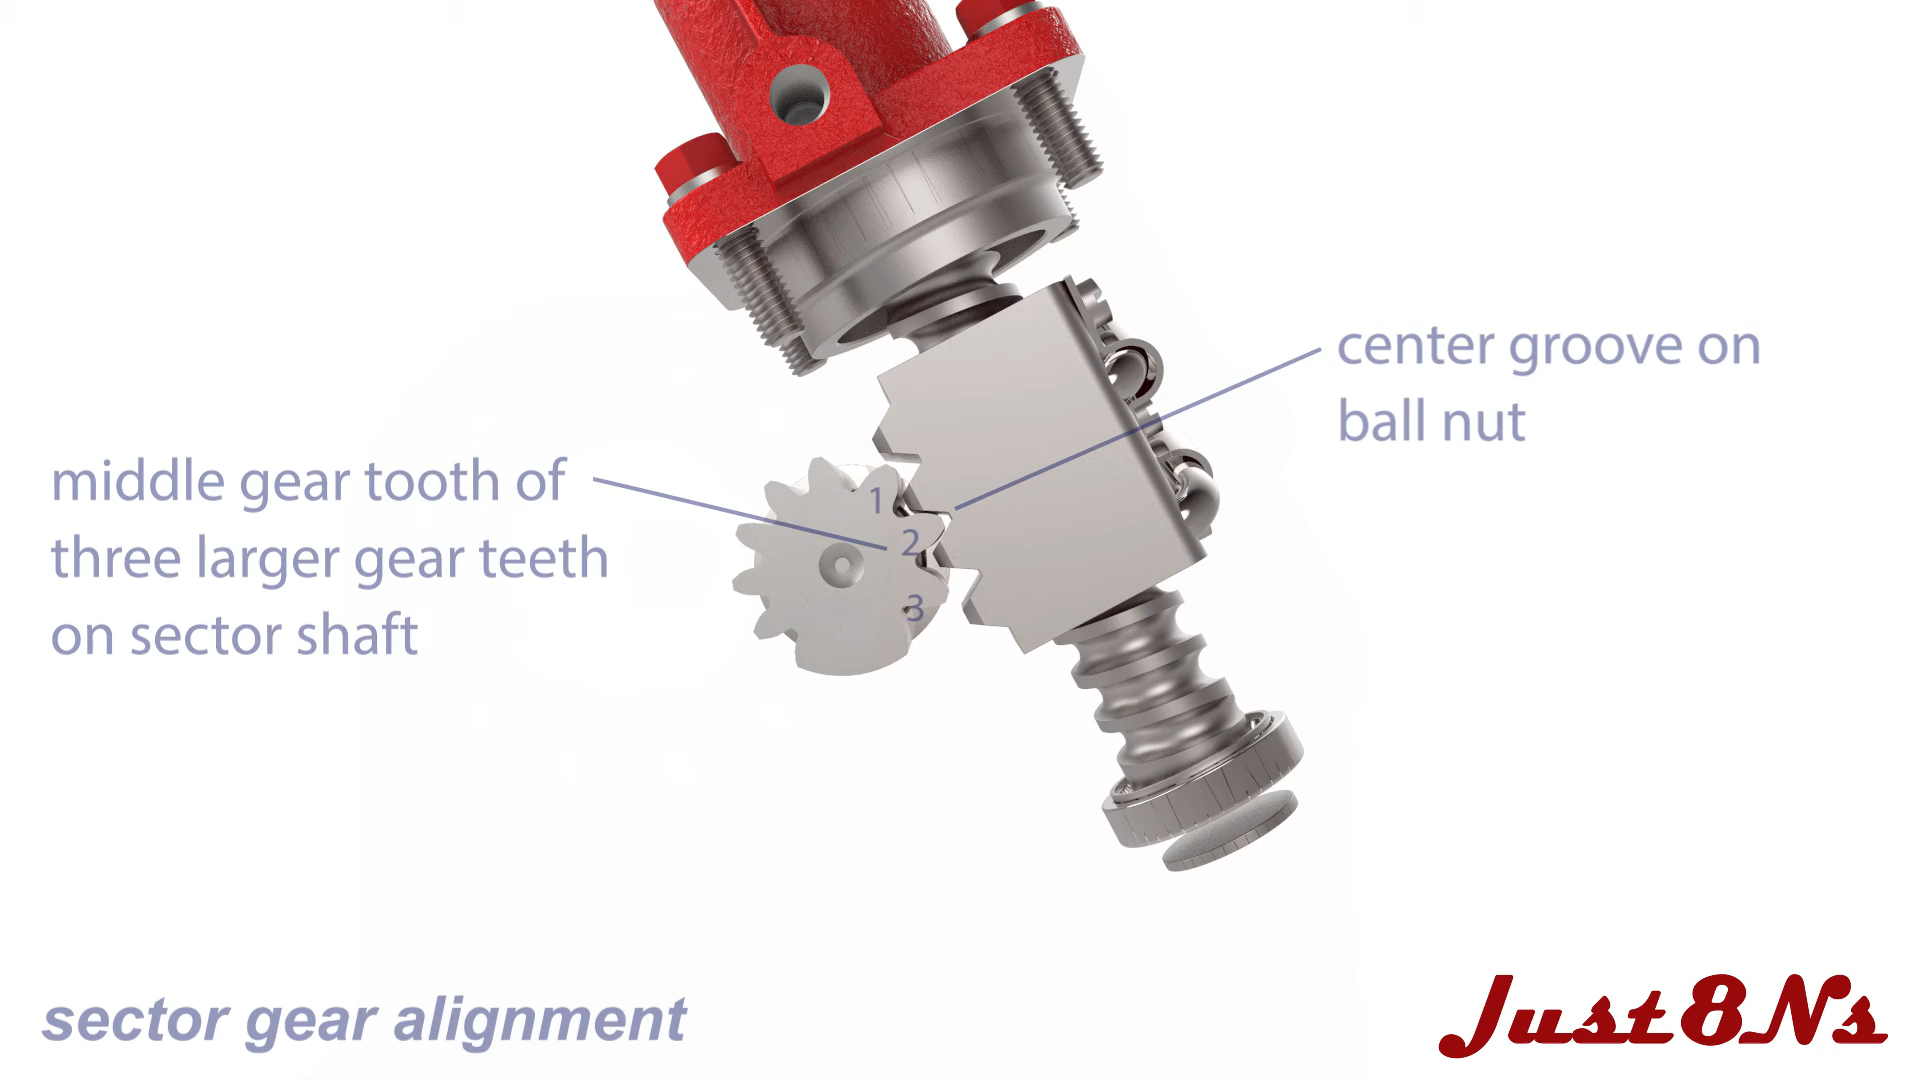 center groove on
ball nut
middle gear tooth of
three larger gear teeth
on sector shaft
1
2
3
sector gear alignment
Just8Ns